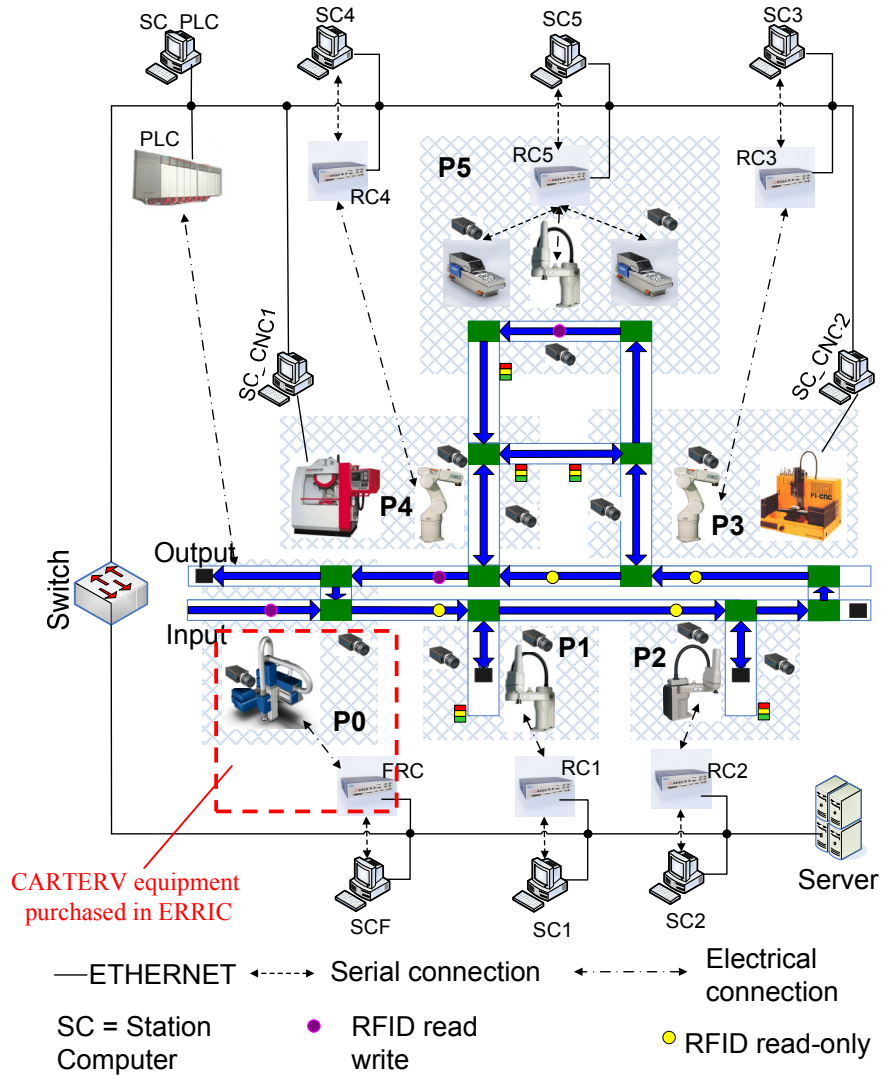 SC_PLC
SC4
SC5
SC3
PLC
RC4
P5
RC5
RC3
SC_CNC1
SC_CNC2
P4
P3
FI-CNC
Switch
Output
Input
P0
P1
P2
FRC
RC1
RC2
CARTERV equipment
purchased in ERRIC
SCF
SC1
SC2
Server
ETHERNET
Serial connection
Electrical
connection
SC = Station
Computer
RFID read
write
RFID read-only